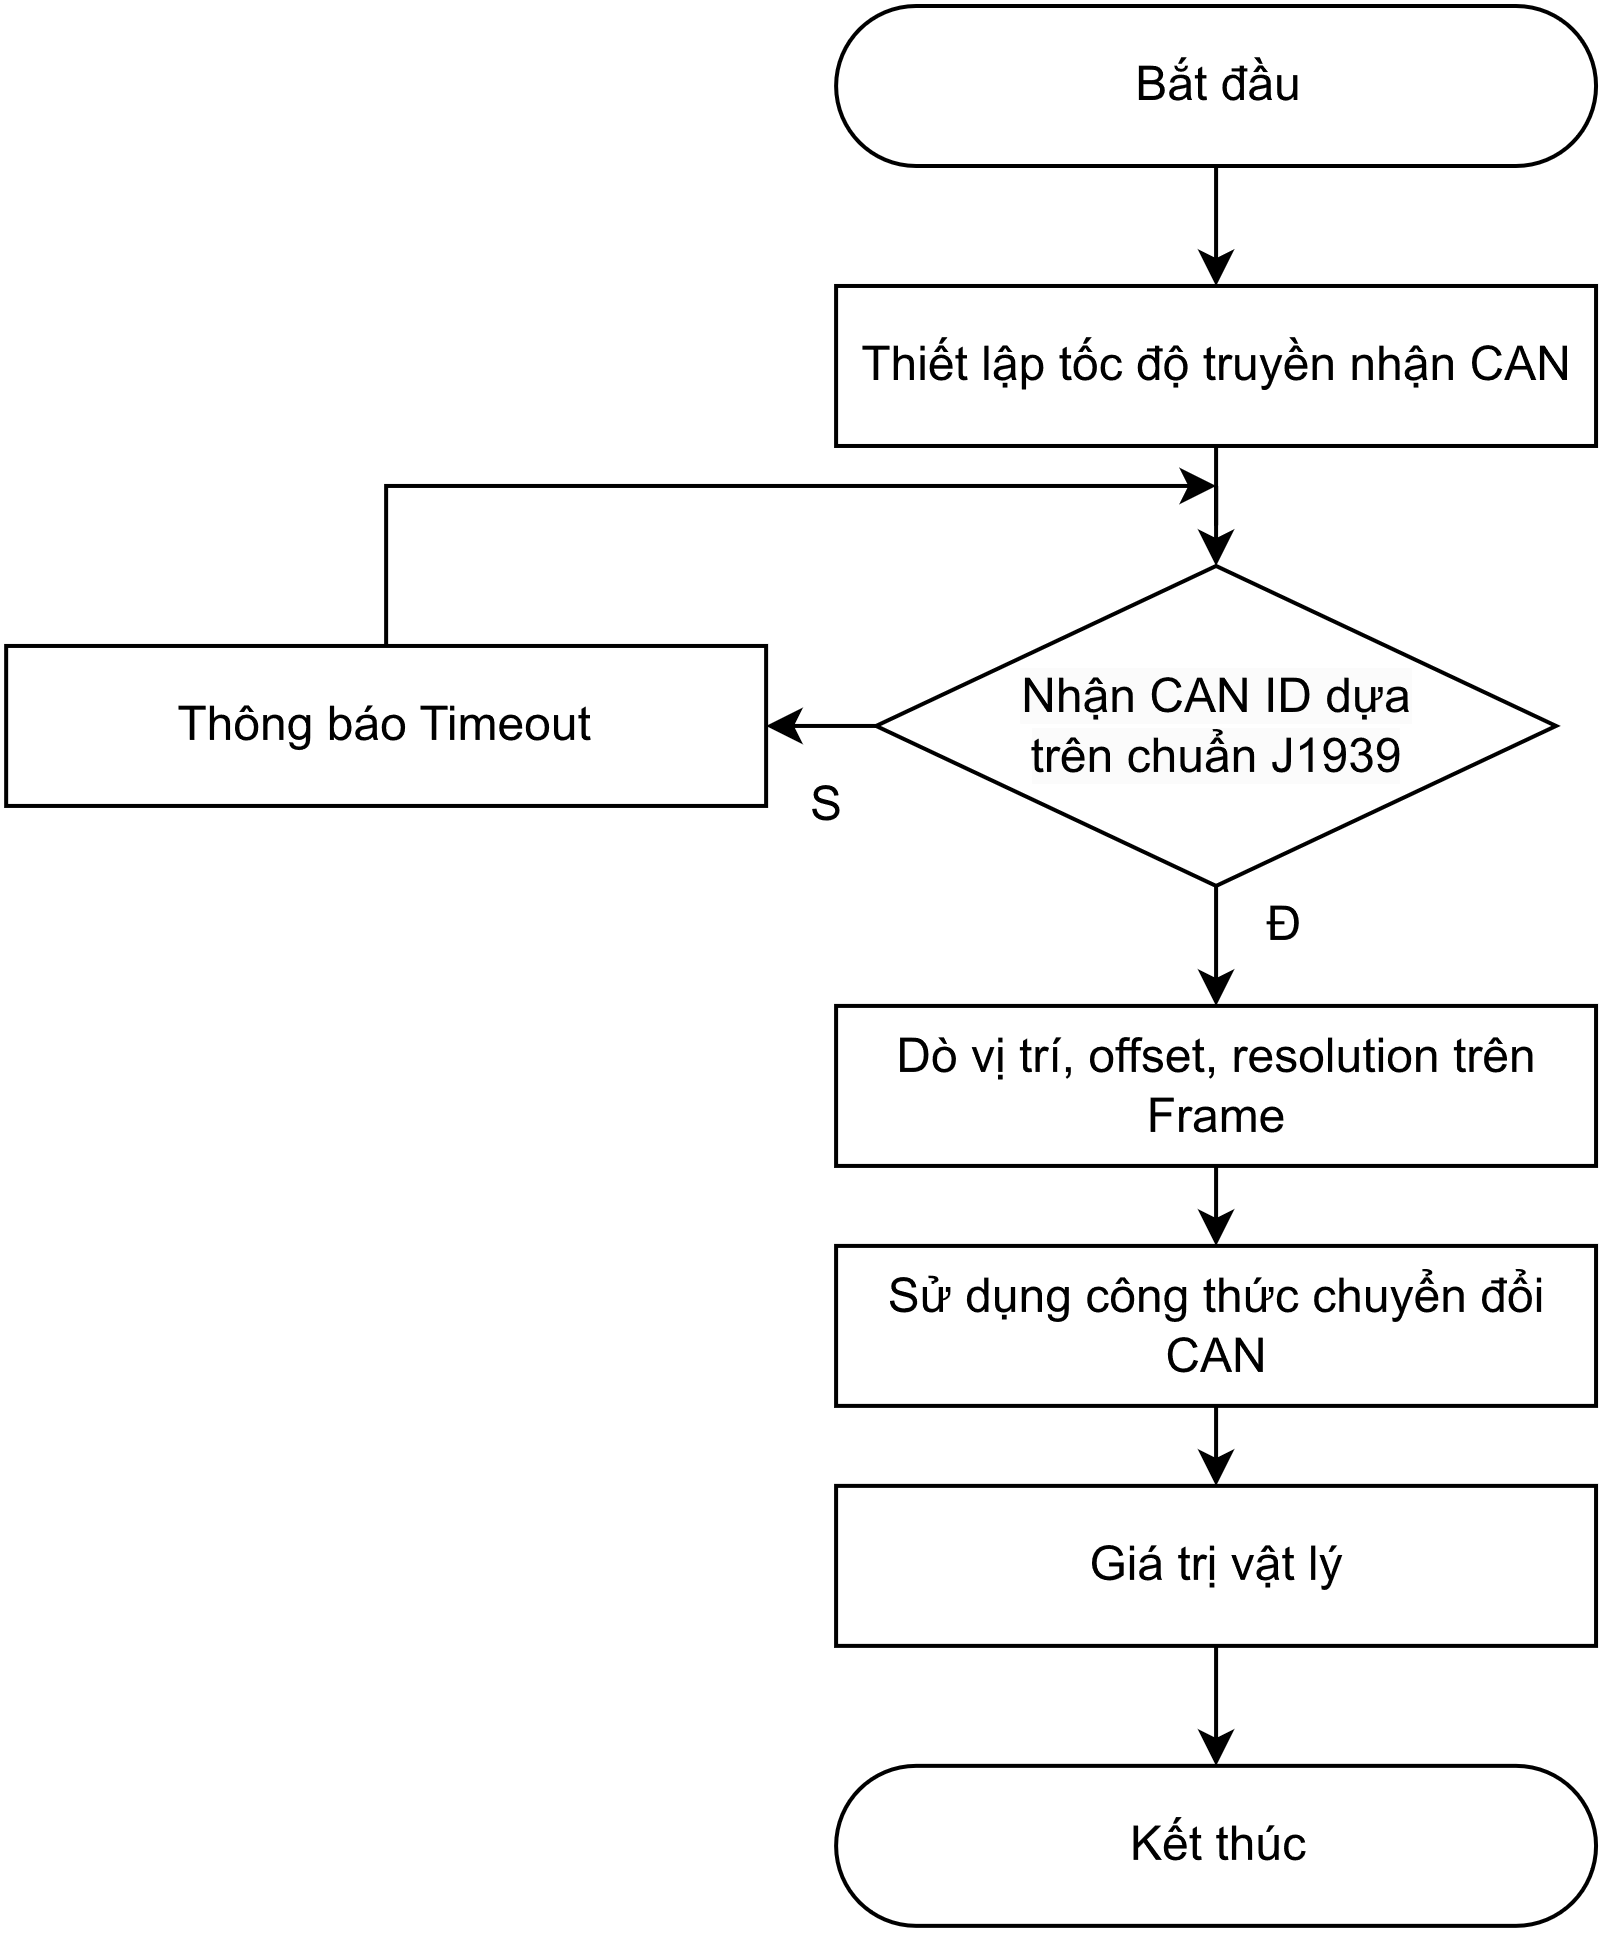 Bắt đầu
Thiết lập tốc độ truyền nhận CAN
Nhận CAN ID dựa
trên chuẩn J1939
Thông báo Timeout
S
Đ
Dò vị trí, offset, resolution trên
Frame
Sử dụng công thức chuyển đổi
CAN
Giá trị vật lý
Kết thúc